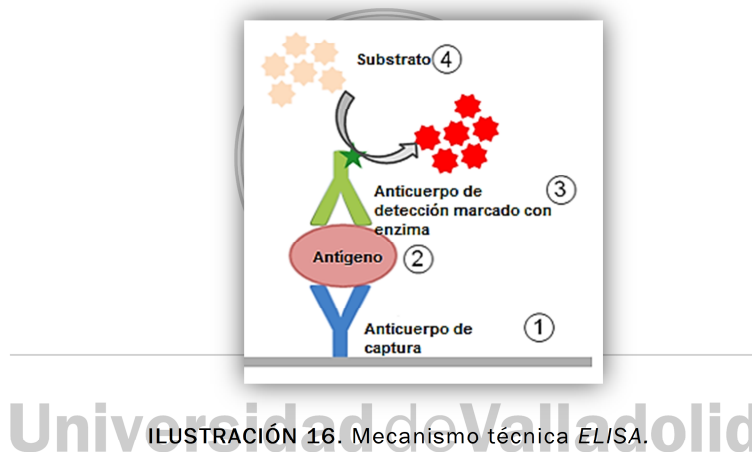 Substrato 4
Anticuerpo de 3
detección marcado con
enzima
Antígeno 2
Anticuerpo de 1
captura
Universidad de Valladolid
ILUSTRACIÓN 16. Mecanismo técnica ELISA.